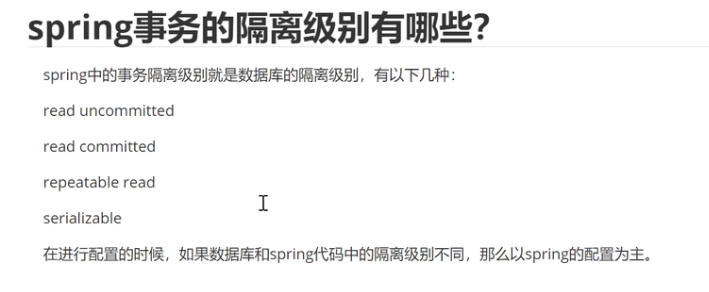 spring事务的隔离级别有哪些?
spring中的事务隔离级别就是数据库的隔离级别，有以下几种：
read uncommitted
read committed
repeatable read
serializable
在进行配置的时候，如果数据库和spring代码中的隔离级别不同，那么以spring的配置为主。